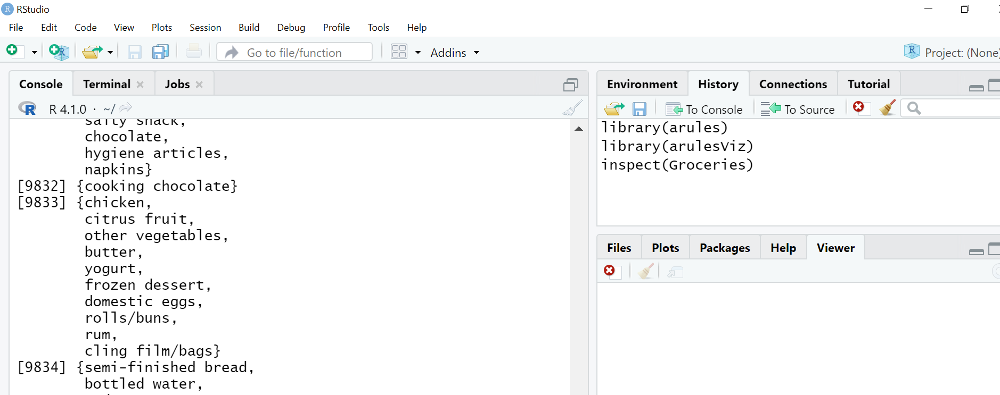 RStudio
File Edit Code View Plots Session Build Debug Profile Tools Help
Go to file/function Addins Project: (None)
Console Terminal Jobs
R 4.1.0 · ~/
salty snack,
chocolate,
hygiene articles,
napkins}
[9832] {cooking chocolate}
[9833] {chicken,
citrus fruit,
other vegetables,
butter,
yogurt,
frozen dessert,
domestic eggs,
rolls/buns,
rum,
cling film/bags}
[9834] {semi-finished bread,
bottled water,
Environment History Connections Tutorial
To Console To Source
library(arules)
library(arulesViz)
inspect(Groceries)
Files Plots Packages Help Viewer